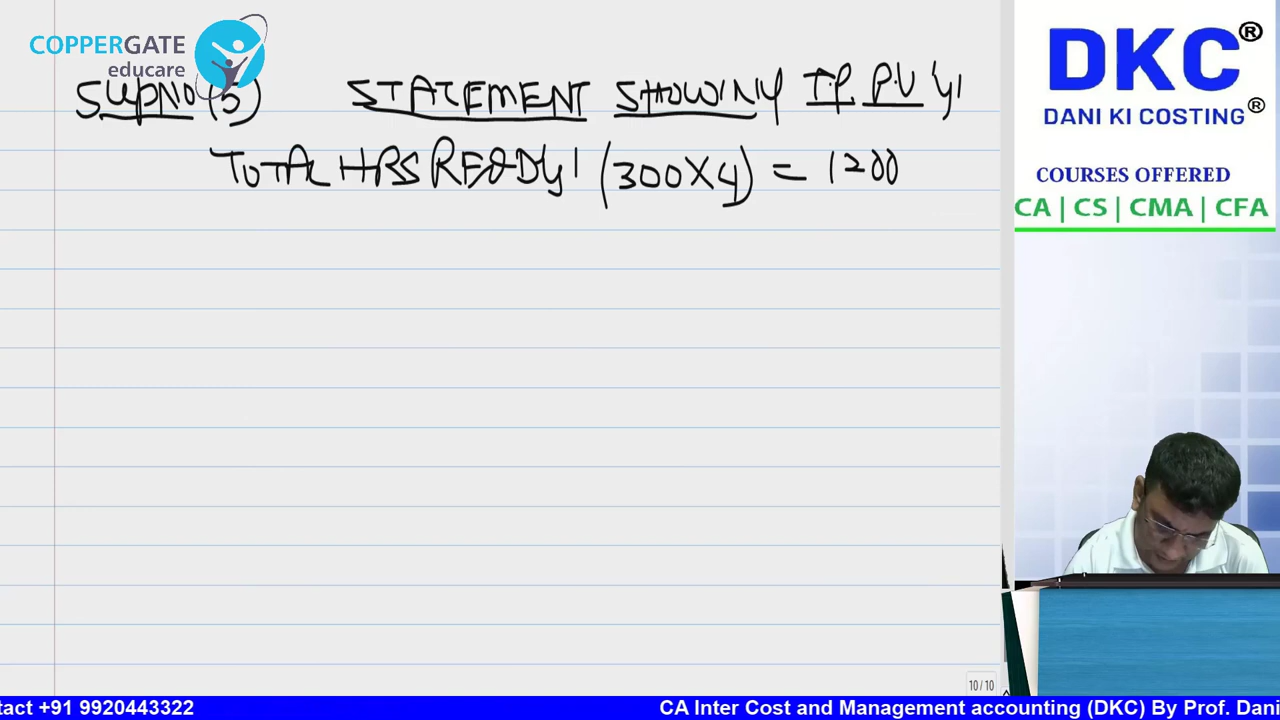 COPPERGATE
educare
SUPNO (5) STATEMENT SHOWING
TOTAL HRS (300X4) = 1200
10/10
DKC®
DANI KI COSTING®
COURSES OFFERED
CA | CS | CMA | CFA
tact +91 9920443322
CA Inter Cost and Management accounting (DKC) By Prof. Dani